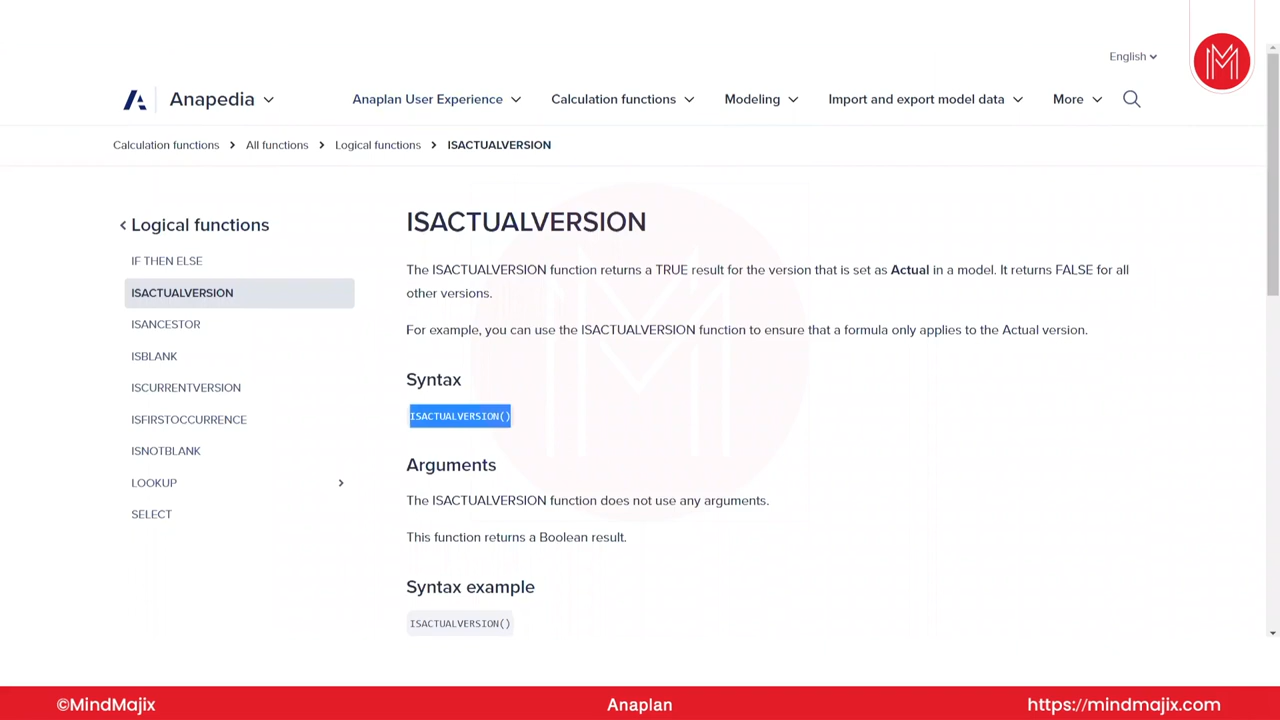 English
Anapedia
Anaplan User Experience
Calculation functions
Modeling
Import and export model data
More
Calculation functions > All functions > Logical functions > ISACTUALVERSION
Logical functions
IF THEN ELSE
ISACTUALVERSION
ISANCESTOR
ISBLANK
ISCURRENTVERSION
ISFIRSTOCCURRENCE
ISNOTBLANK
LOOKUP
SELECT
ISACTUALVERSION
The ISACTUALVERSION function returns a TRUE result for the version that is set as Actual in a model. It returns FALSE for all
other versions.
For example, you can use the ISACTUALVERSION function to ensure that a formula only applies to the Actual version.
Syntax
ISACTUALVERSION()
Arguments
The ISACTUALVERSION function does not use any arguments.
This function returns a Boolean result.
Syntax example
ISACTUALVERSION()
©MindMajix
Anaplan
https://mindmajix.com